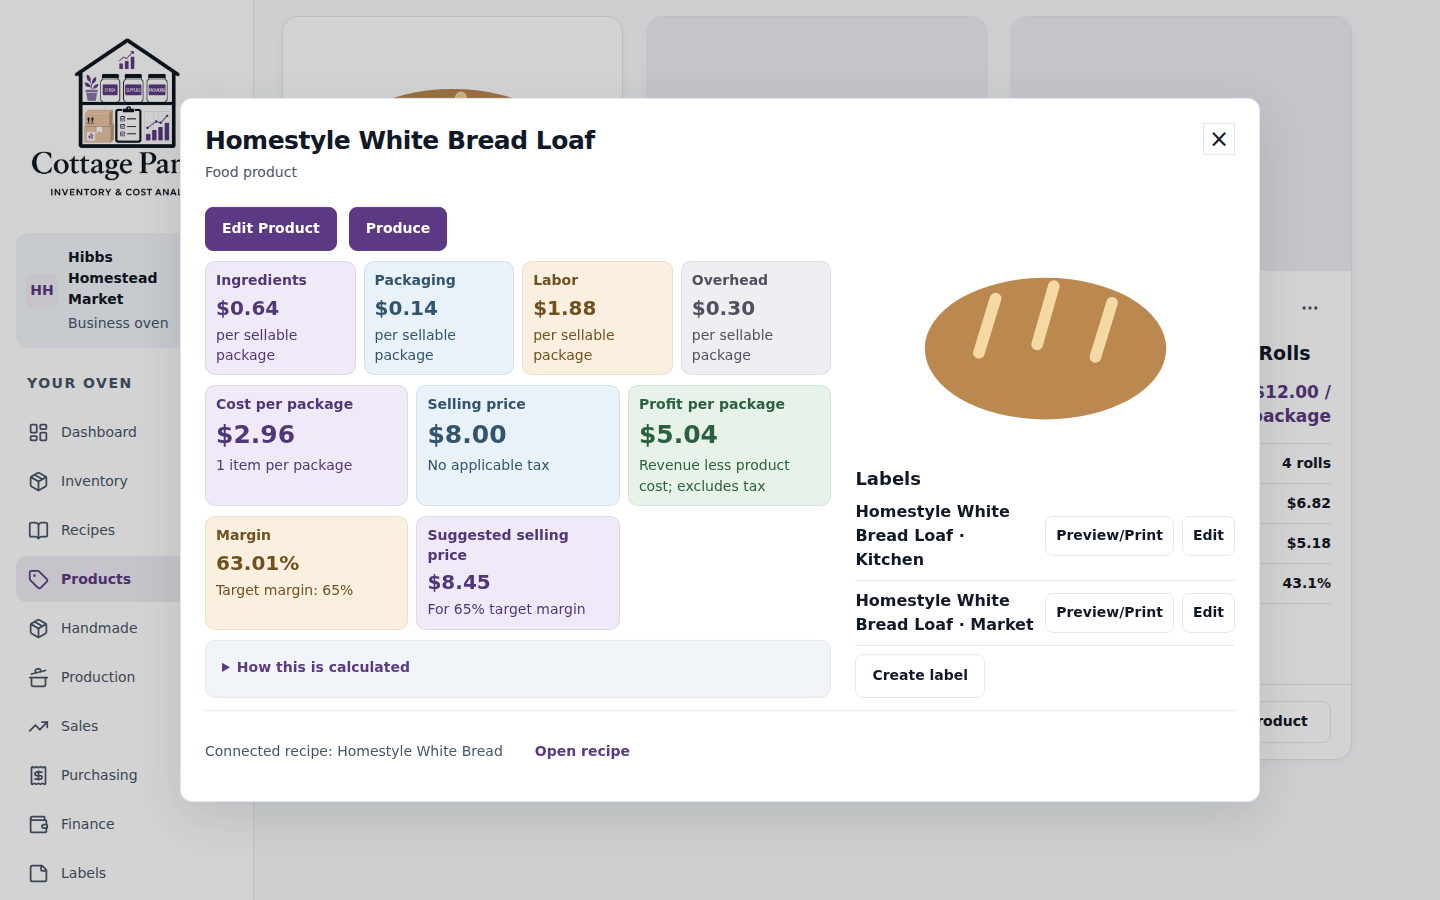 Cottage Pan
INVENTORY & COST ANAL
HH
Hibbs
Homestead
Market
Business oven
YOUR OVEN
Dashboard
Inventory
Recipes
Products
Handmade
Production
Sales
Purchasing
Finance
Labels
Homestyle White Bread Loaf
Food product
Edit Product
Produce
Ingredients
$0.64
per sellable
package
Packaging
$0.14
per sellable
package
Labor
$1.88
per sellable
package
Overhead
$0.30
per sellable
package
Cost per package
$2.96
1 item per package
Selling price
$8.00
No applicable tax
Profit per package
$5.04
Revenue less product
cost; excludes tax
Margin
63.01%
Target margin: 65%
Suggested selling
price
$8.45
For 65% target margin
How this is calculated
Labels
Homestyle White
Bread Loaf ·
Kitchen
Preview/Print
Edit
Homestyle White
Bread Loaf · Market
Preview/Print
Edit
Create label
Connected recipe: Homestyle White Bread
Open recipe
Rolls
$12.00 /
package
4 rolls
$6.82
$5.18
43.1%
roduct